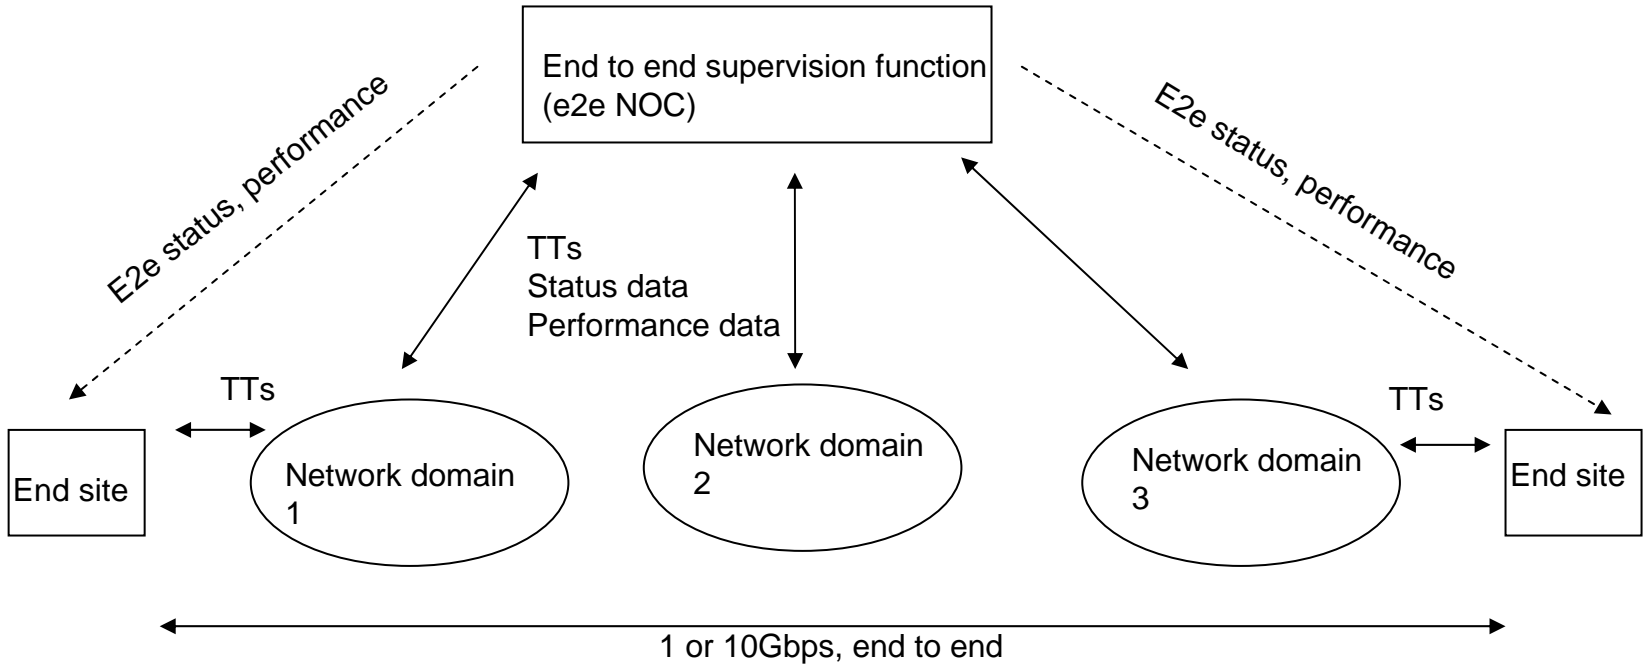 End to end supervision function
(e2e NOC)
E2e status, performance
E2e status, performance
TTs
Status data
Performance data
TTs
TTs
End site
Network domain
1
Network domain
2
Network domain
3
End site
1 or 10Gbps, end to end